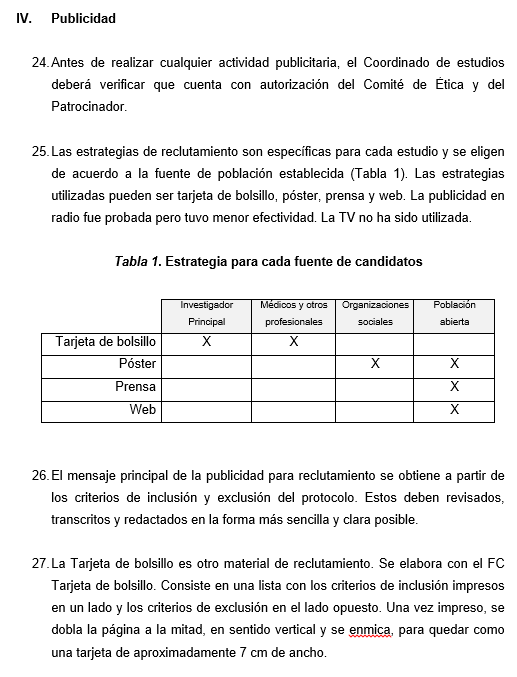 IV. Publicidad
24. Antes de realizar cualquier actividad publicitaria, el Coordinado de estudios
deberá verificar que cuenta con autorización del Comité de Ética y del
Patrocinador.
25. Las estrategias de reclutamiento son específicas para cada estudio y se eligen
de acuerdo a la fuente de población establecida (Tabla 1). Las estrategias
utilizadas pueden ser tarjeta de bolsillo, póster, prensa y web. La publicidad en
radio fue probada pero tuvo menor efectividad. La TV no ha sido utilizada.
Tabla 1. Estrategia para cada fuente de candidatos
Investigador Principal Médicos y otros profesionales Organizaciones sociales Población abierta
Tarjeta de bolsillo X X
Póster X X
Prensa X
Web X
26. El mensaje principal de la publicidad para reclutamiento se obtiene a partir de
los criterios de inclusión y exclusión del protocolo. Estos deben revisados,
transcritos y redactados en la forma más sencilla y clara posible.
27. La Tarjeta de bolsillo es otro material de reclutamiento. Se elabora con el FC
Tarjeta de bolsillo. Consiste en una lista con los criterios de inclusión impresos
en un lado y los criterios de exclusión en el lado opuesto. Una vez impreso, se
dobla la página a la mitad, en sentido vertical y se enmica, para quedar como
una tarjeta de aproximadamente 7 cm de ancho.